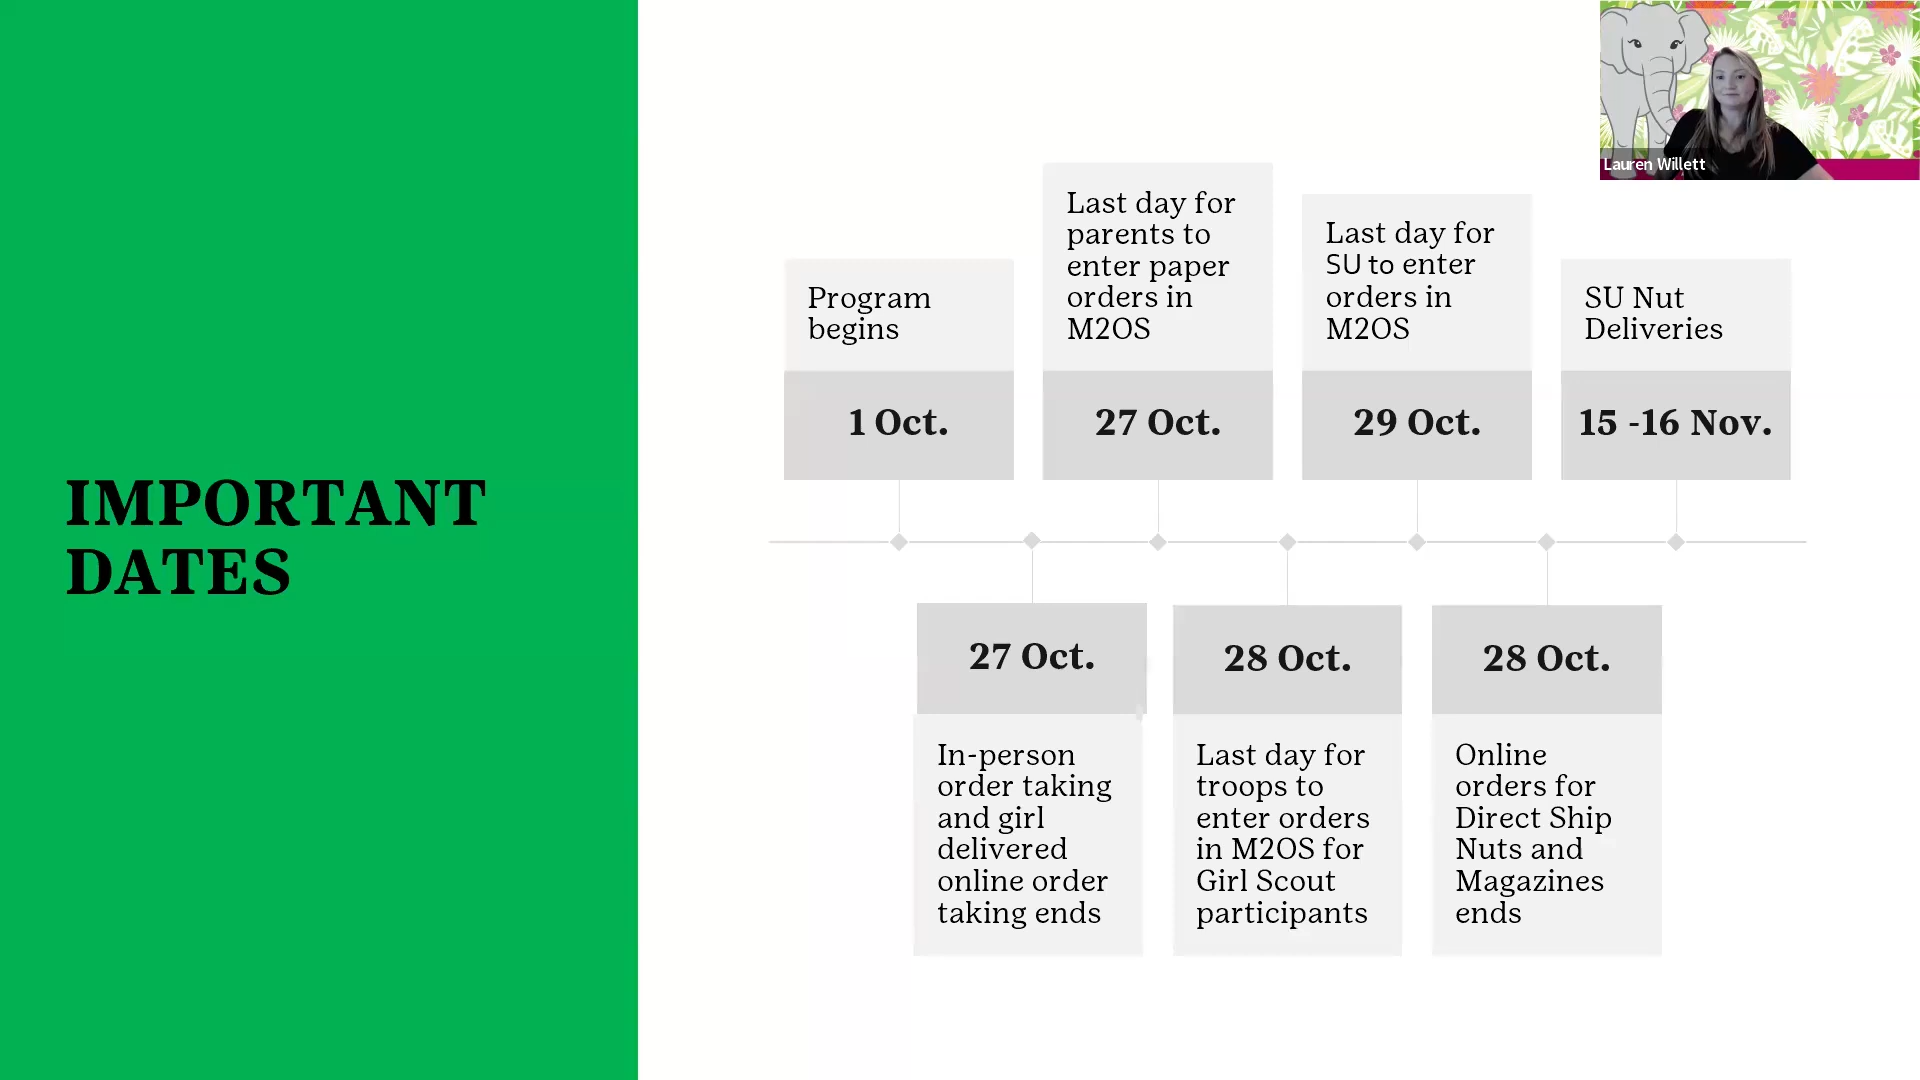 Lauren Willett
IMPORTANT
DATES
Program
begins
1 Oct.
Last day for
parents to
enter paper
orders in
M2OS
27 Oct.
Last day for
SU to enter
orders in
M2OS
29 Oct.
SU Nut
Deliveries
15 -16 Nov.
27 Oct.
In-person
order taking
and girl
delivered
online order
taking ends
28 Oct.
Last day for
troops to
enter orders
in M2OS for
Girl Scout
participants
28 Oct.
Online
orders for
Direct Ship
Nuts and
Magazines
ends